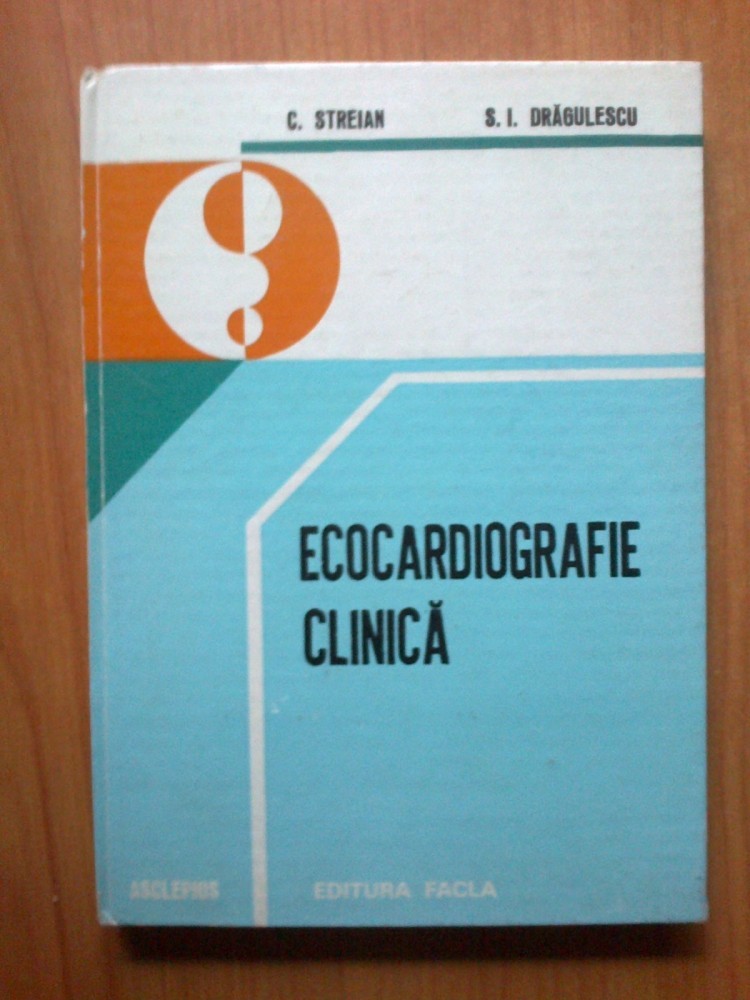 C. STREIAN S. I. DRĂGULESCU
ECOCARDIOGRAFIE
CLINICĂ
ASCLEPIOS EDITURA FACLA